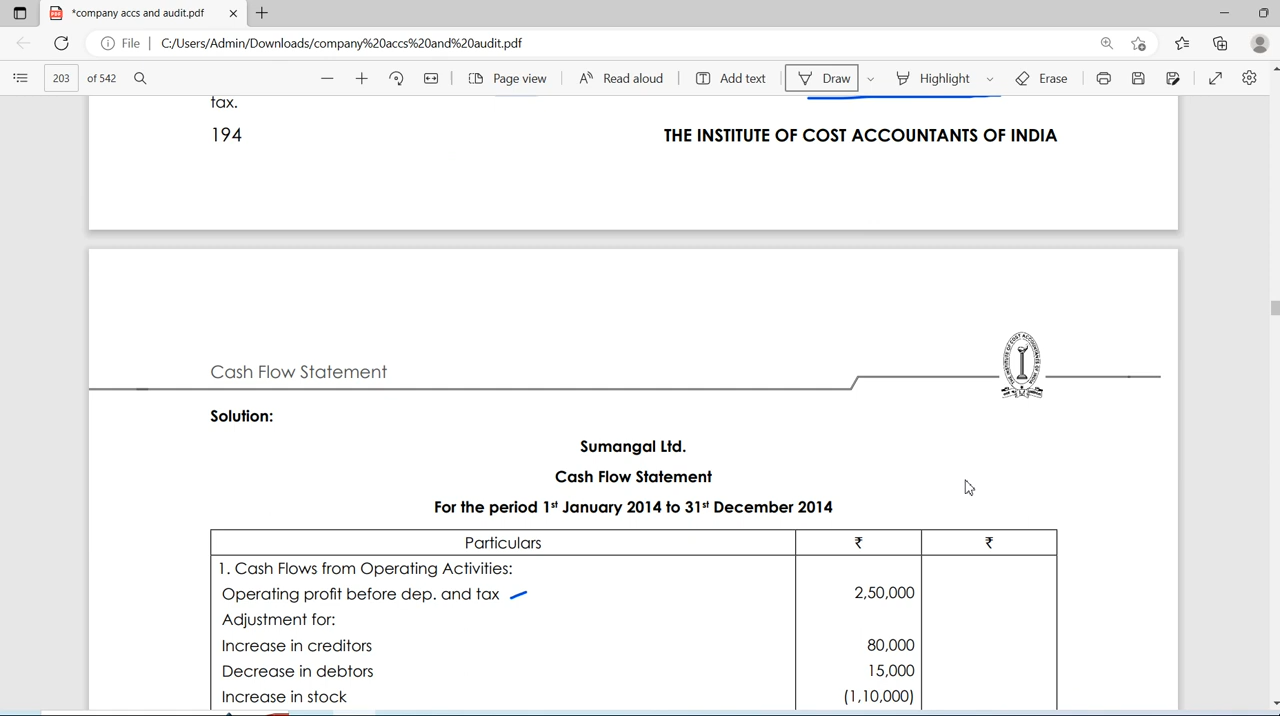 *company accs and audit.pdf
File | C:/Users/Admin/Downloads/company%20accs%20and%20audit.pdf
203 of 542 Page view Read aloud Add text Draw Highlight Erase
tax.
194 THE INSTITUTE OF COST ACCOUNTANTS OF INDIA
Cash Flow Statement
Solution:
Sumangal Ltd.
Cash Flow Statement
For the period 1st January 2014 to 31st December 2014
Particulars ₹ ₹
1. Cash Flows from Operating Activities:
Operating profit before dep. and tax 2,50,000
Adjustment for:
Increase in creditors 80,000
Decrease in debtors 15,000
Increase in stock (1,10,000)